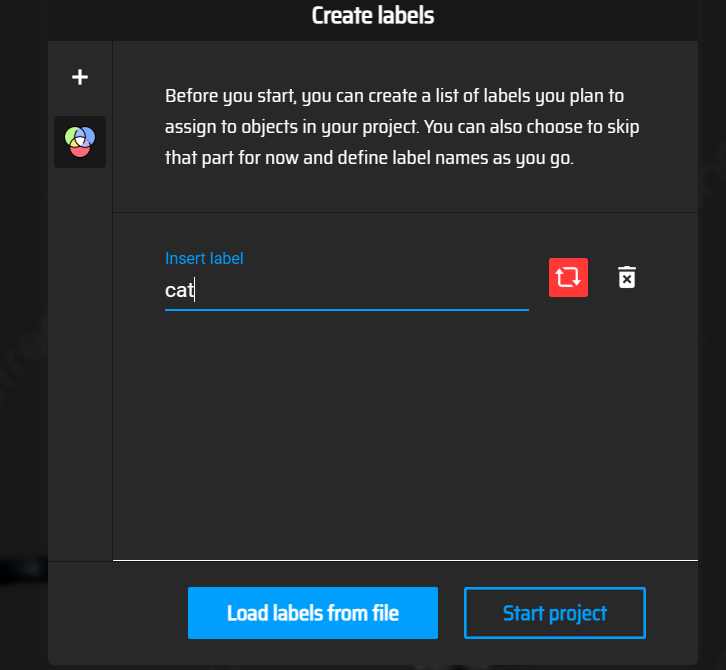 Create labels
Before you start, you can create a list of labels you plan to
assign to objects in your project. You can also choose to skip
that part for now and define label names as you go.
Insert label
cat
Load labels from file
Start project